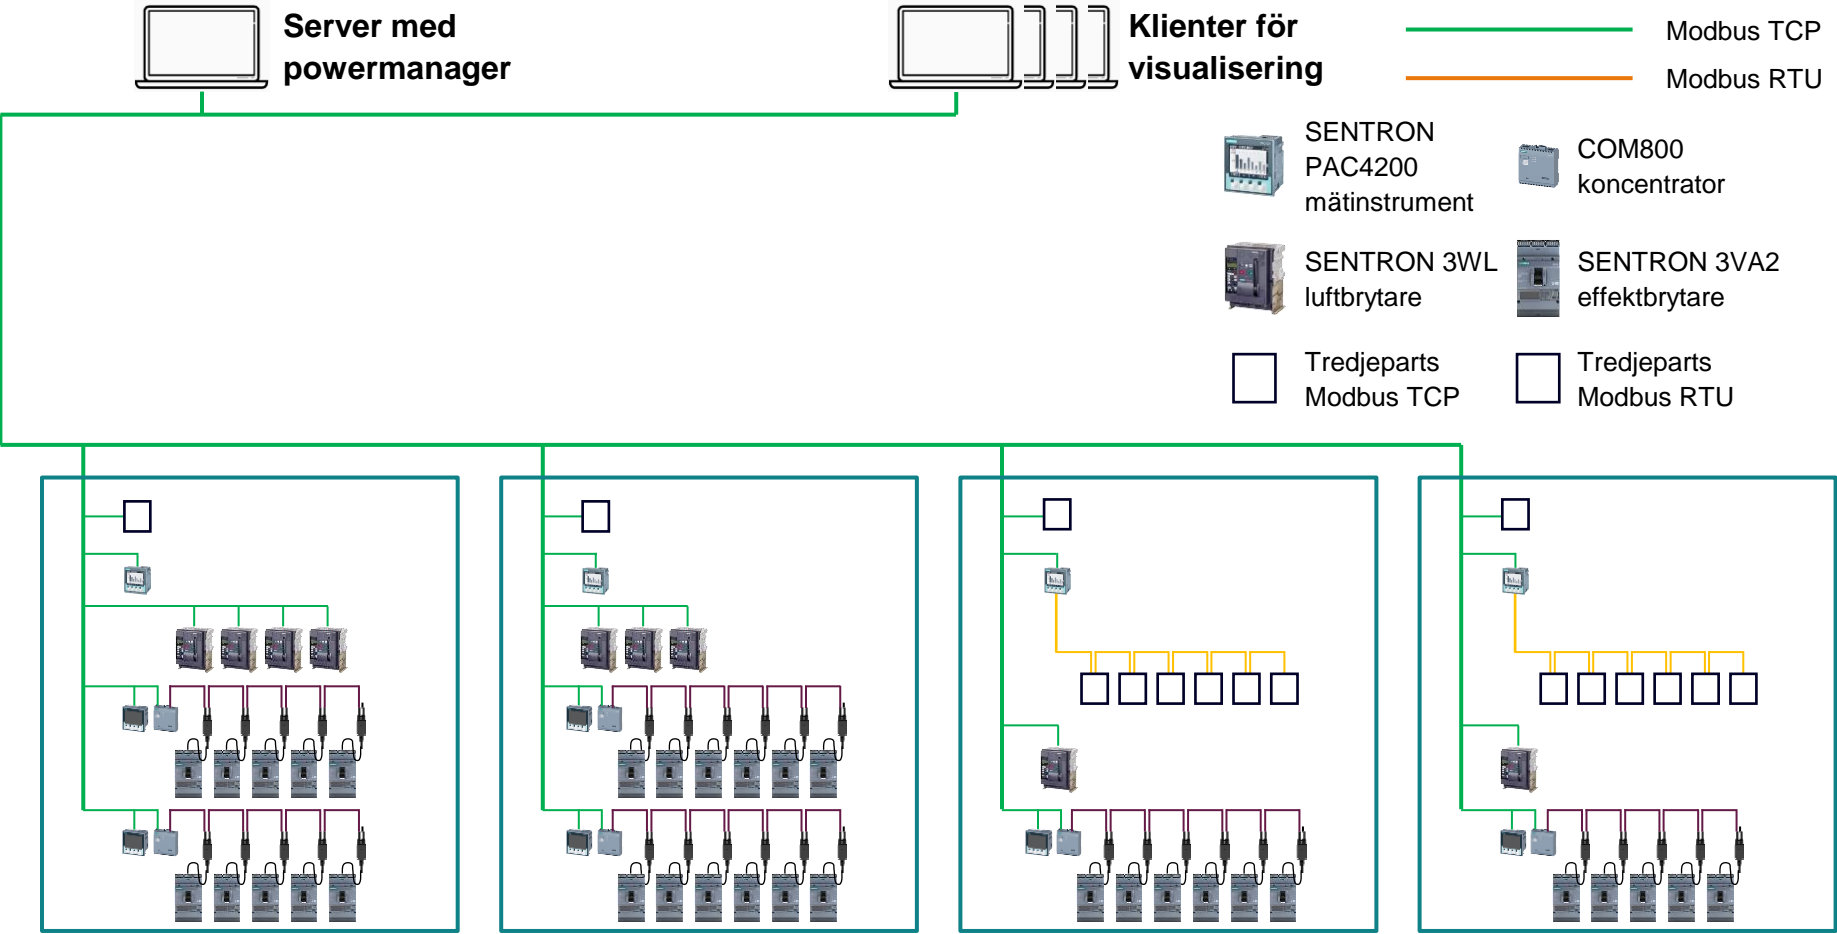 Server med
powermanager
Klienter för
visualisering
Modbus TCP
Modbus RTU
SENTRON
PAC4200
mätinstrument
COM800
koncentrator
SENTRON 3WL
luftbrytare
SENTRON 3VA2
effektbrytare
Tredjeparts
Modbus TCP
Tredjeparts
Modbus RTU